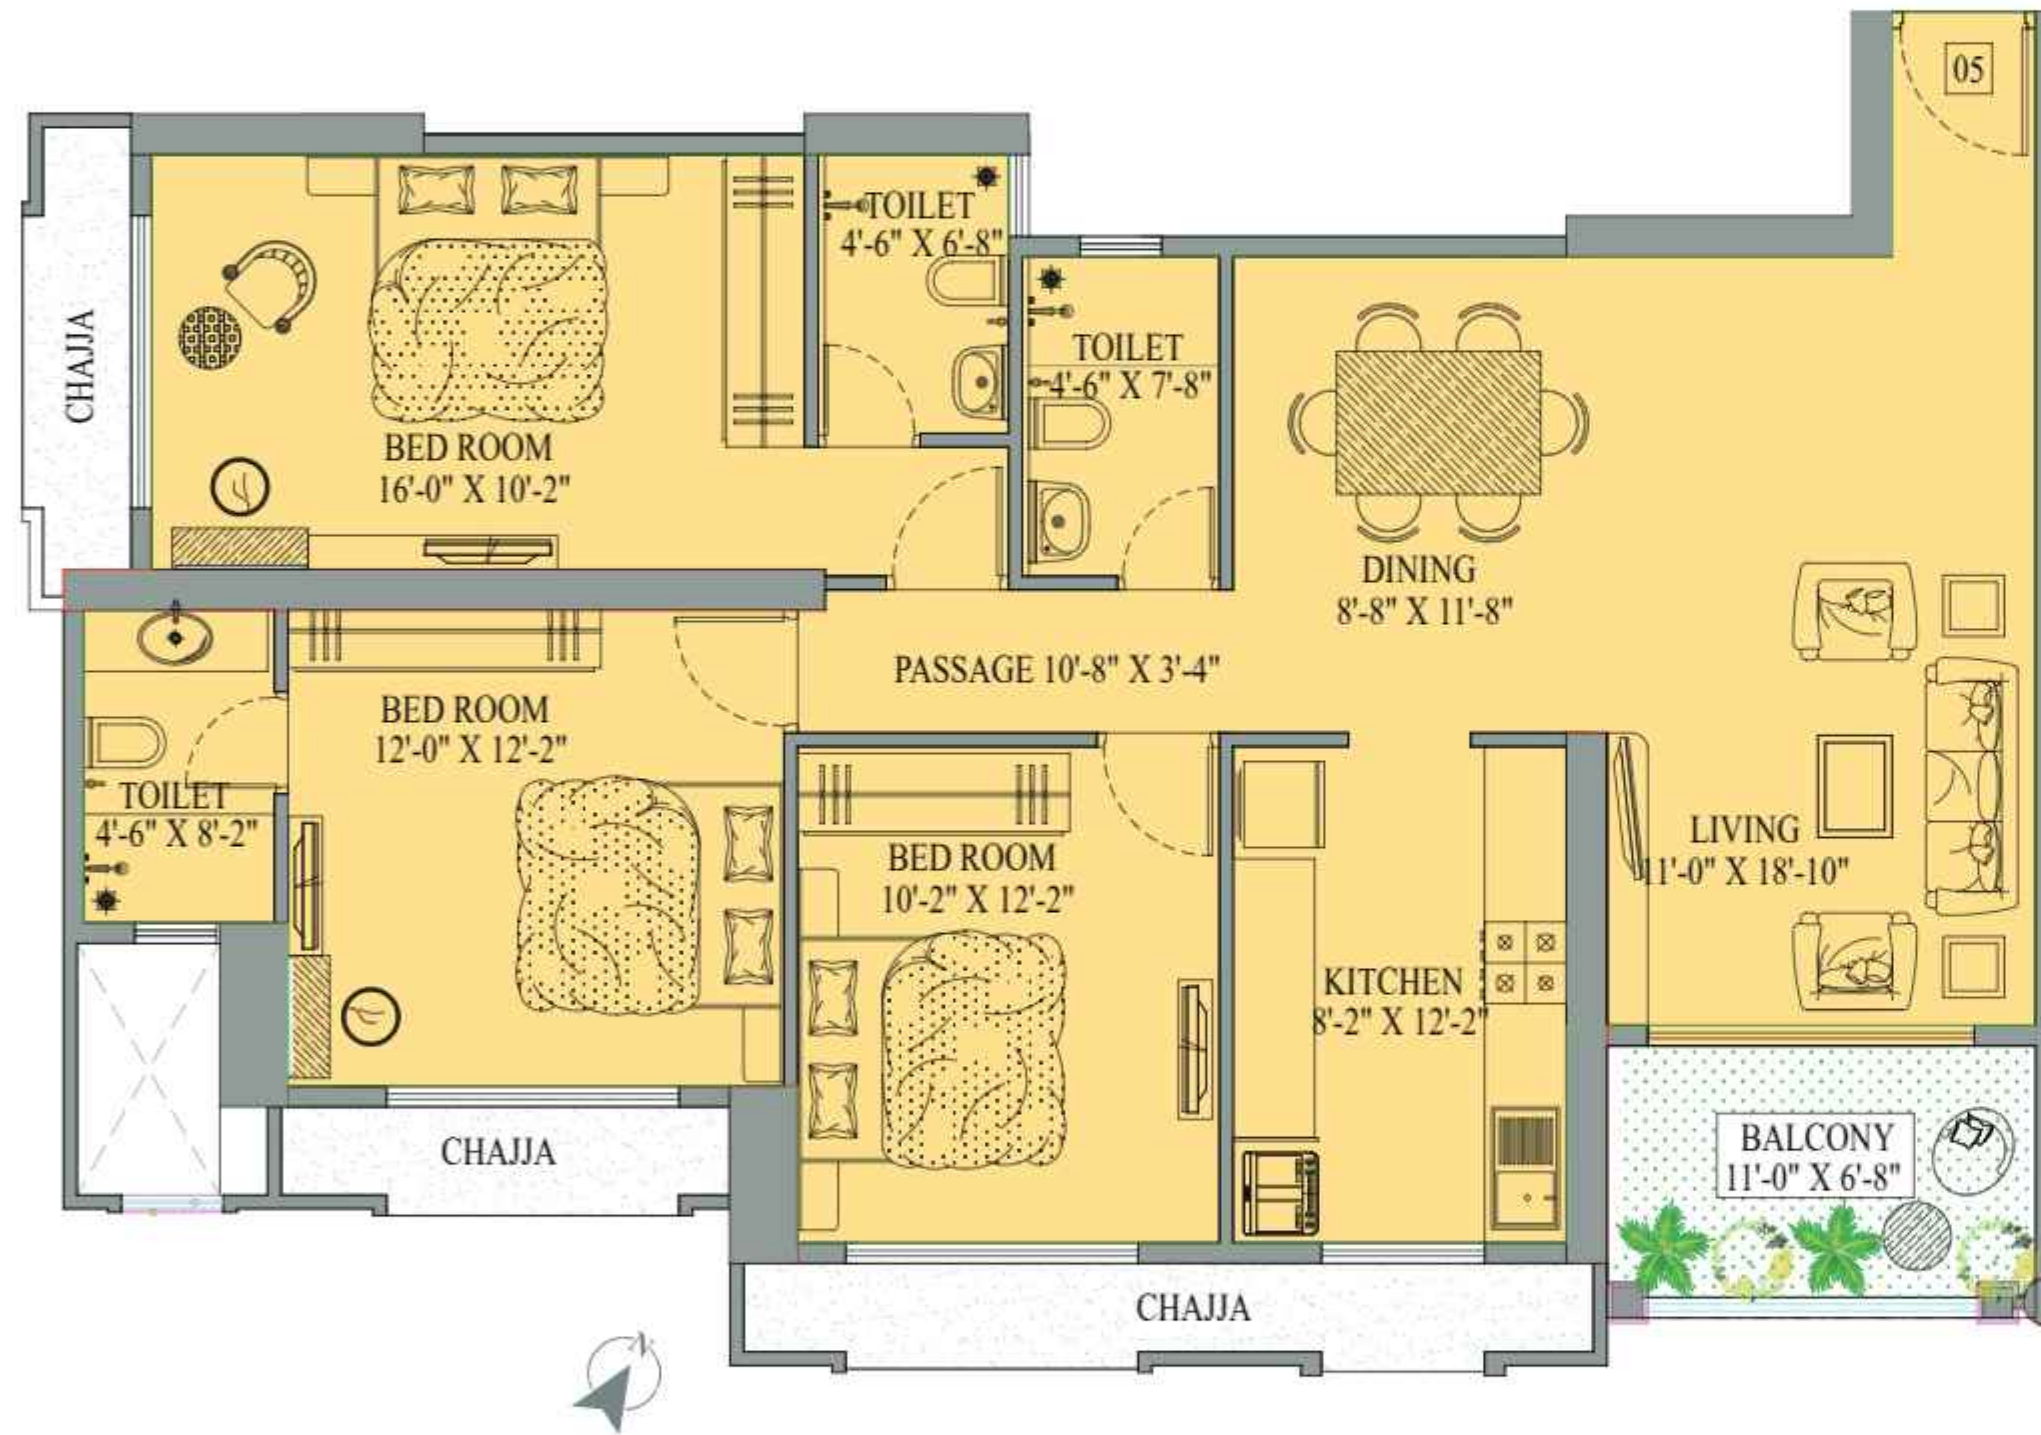 05
TOILET
4'-6" X 6'-8"
CHAJJA
BED ROOM
16'-0" X 10'-2"
TOILET
4'-6" X 7'-8"
DINING
8'-8" X 11'-8"
PASSAGE 10'-8" X 3'-4"
BED ROOM
12'-0" X 12'-2"
TOILET
4'-6" X 8'-2"
BED ROOM
10'-2" X 12'-2"
LIVING
11'-0" X 18'-10"
KITCHEN
8'-2" X 12'-2"
CHAJJA
BALCONY
11'-0" X 6'-8"
CHAJJA
N